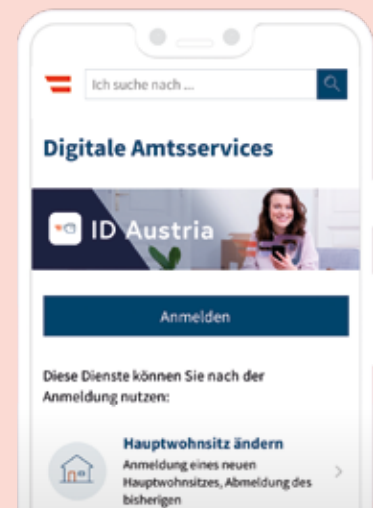 Ich suche nach ...
Digitale Amtsservices
ID Austria
Anmelden
Diese Dienste können Sie nach der
Anmeldung nutzen:
Hauptwohnsitz ändern
Anmeldung eines neuen
Hauptwohnsitzes, Abmeldung des
bisherigen